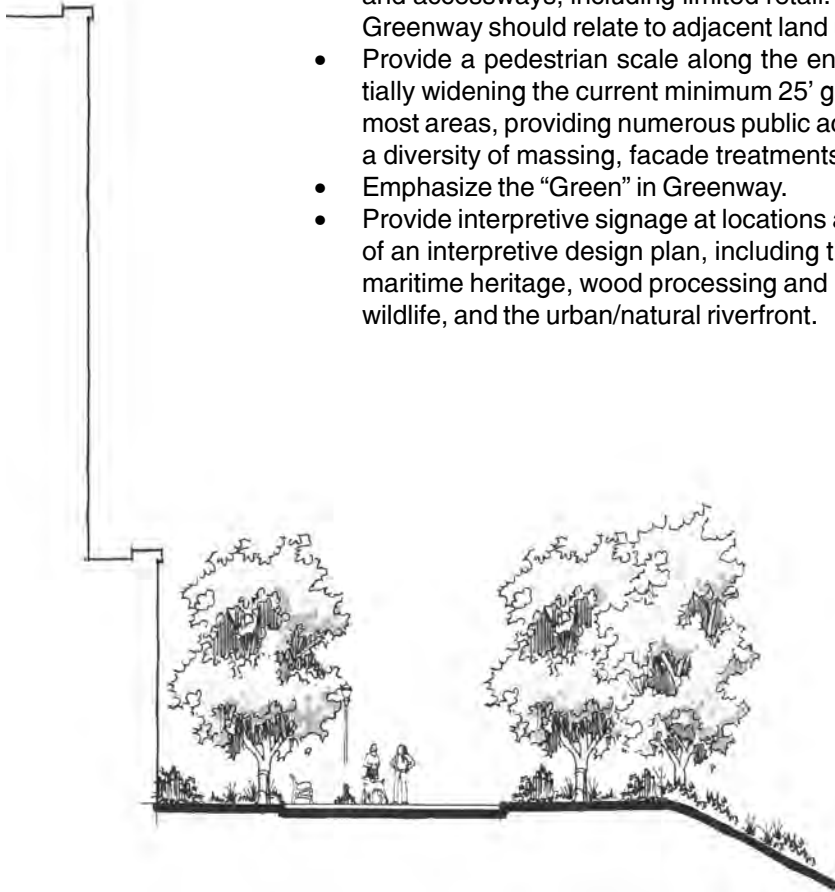 and accessways, including limited retail.
Greenway should relate to adjacent land
• Provide a pedestrian scale along the en
tially widening the current minimum 25’ g
most areas, providing numerous public a
a diversity of massing, facade treatments
• Emphasize the “Green” in Greenway.
• Provide interpretive signage at locations a
of an interpretive design plan, including t
maritime heritage, wood processing and
wildlife, and the urban/natural riverfront.